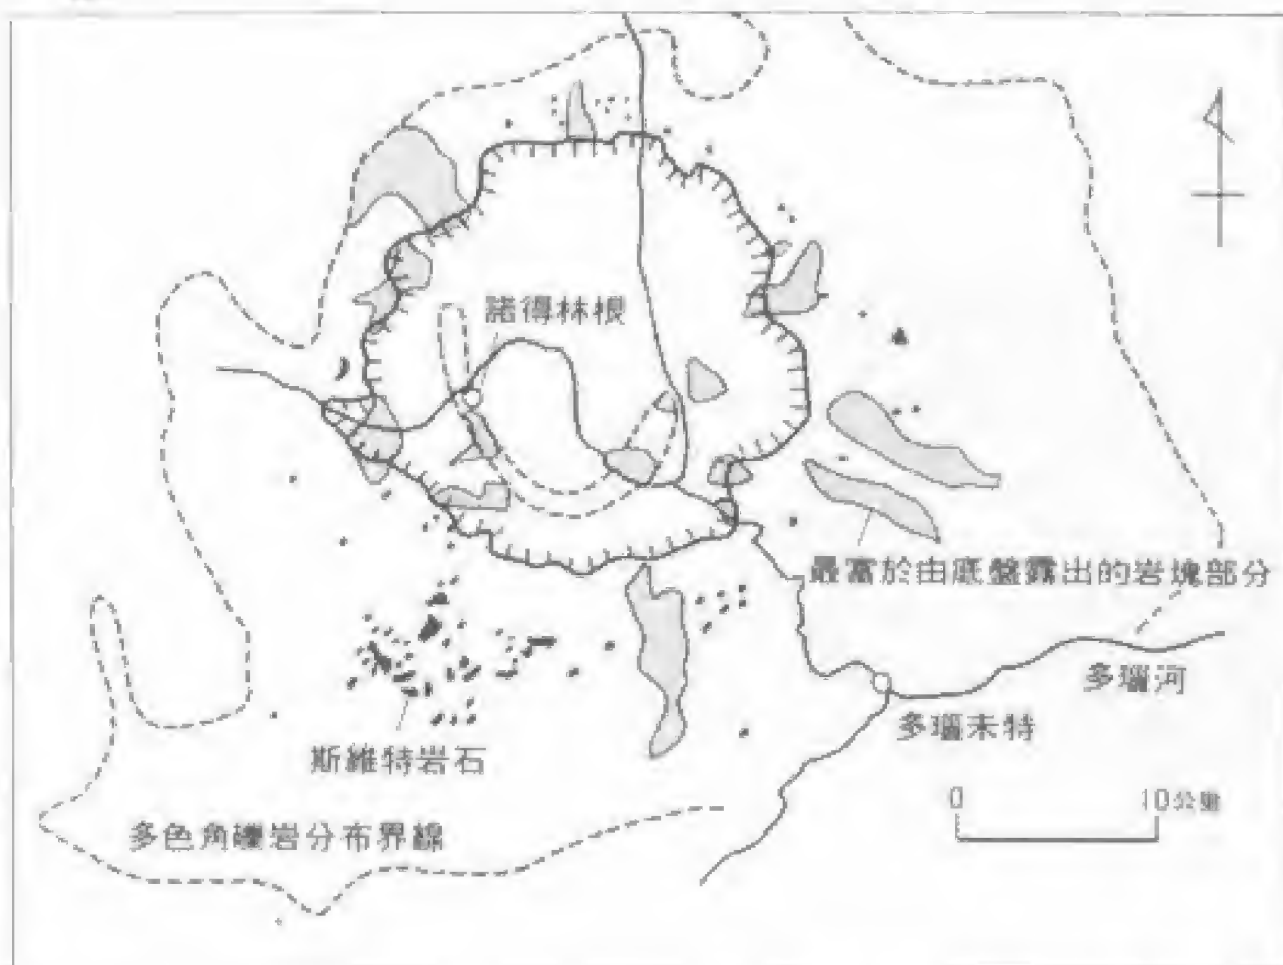 諾得林根
最富於由底盤露出的岩塊部分
多瑙河
多瑙未特
斯維特岩石
0 10公里
多色角礫岩分布界線